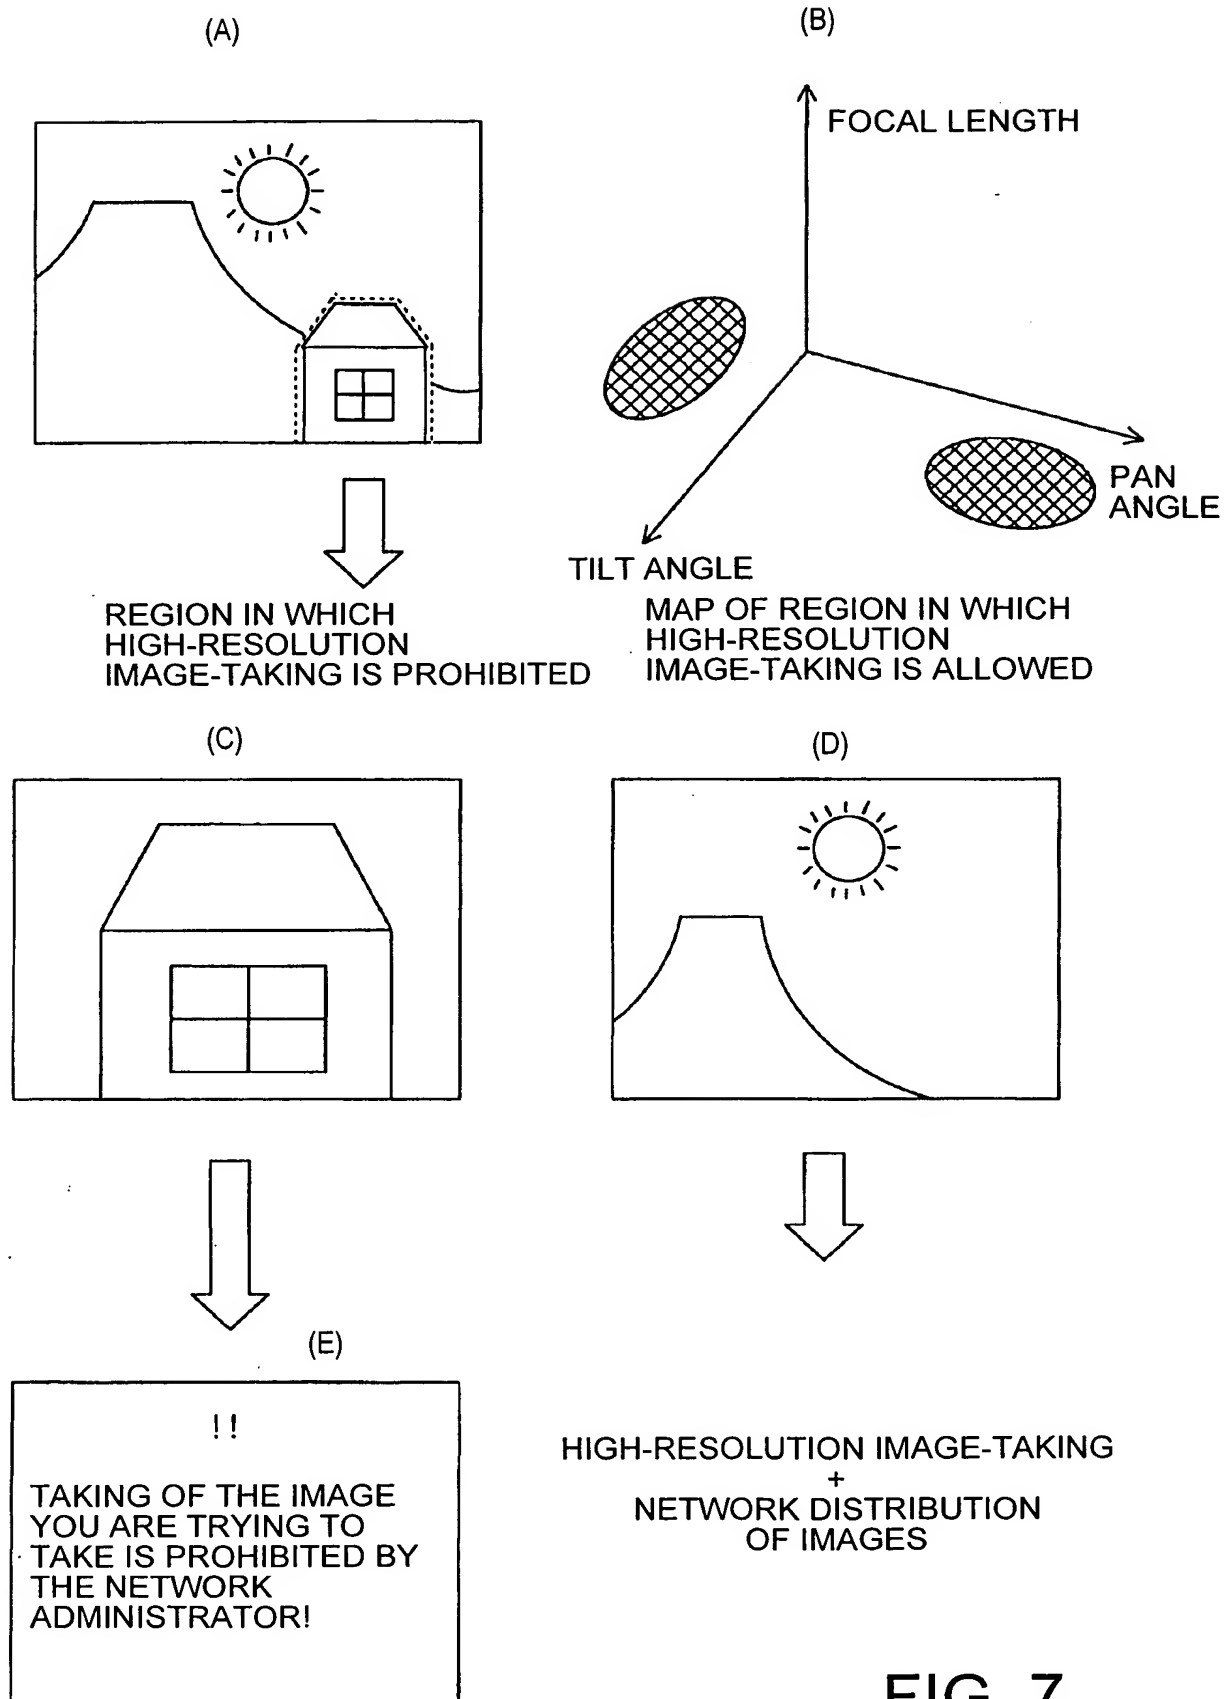 (A)
(B)
FOCAL LENGTH
PAN
ANGLE
TILT ANGLE
REGION IN WHICH
HIGH-RESOLUTION
IMAGE-TAKING IS PROHIBITED
MAP OF REGION IN WHICH
HIGH-RESOLUTION
IMAGE-TAKING IS ALLOWED
(C)
(D)
(E)
!!
TAKING OF THE IMAGE
YOU ARE TRYING TO
TAKE IS PROHIBITED BY
THE NETWORK
ADMINISTRATOR!
HIGH-RESOLUTION IMAGE-TAKING
+
NETWORK DISTRIBUTION
OF IMAGES
FIG. 7